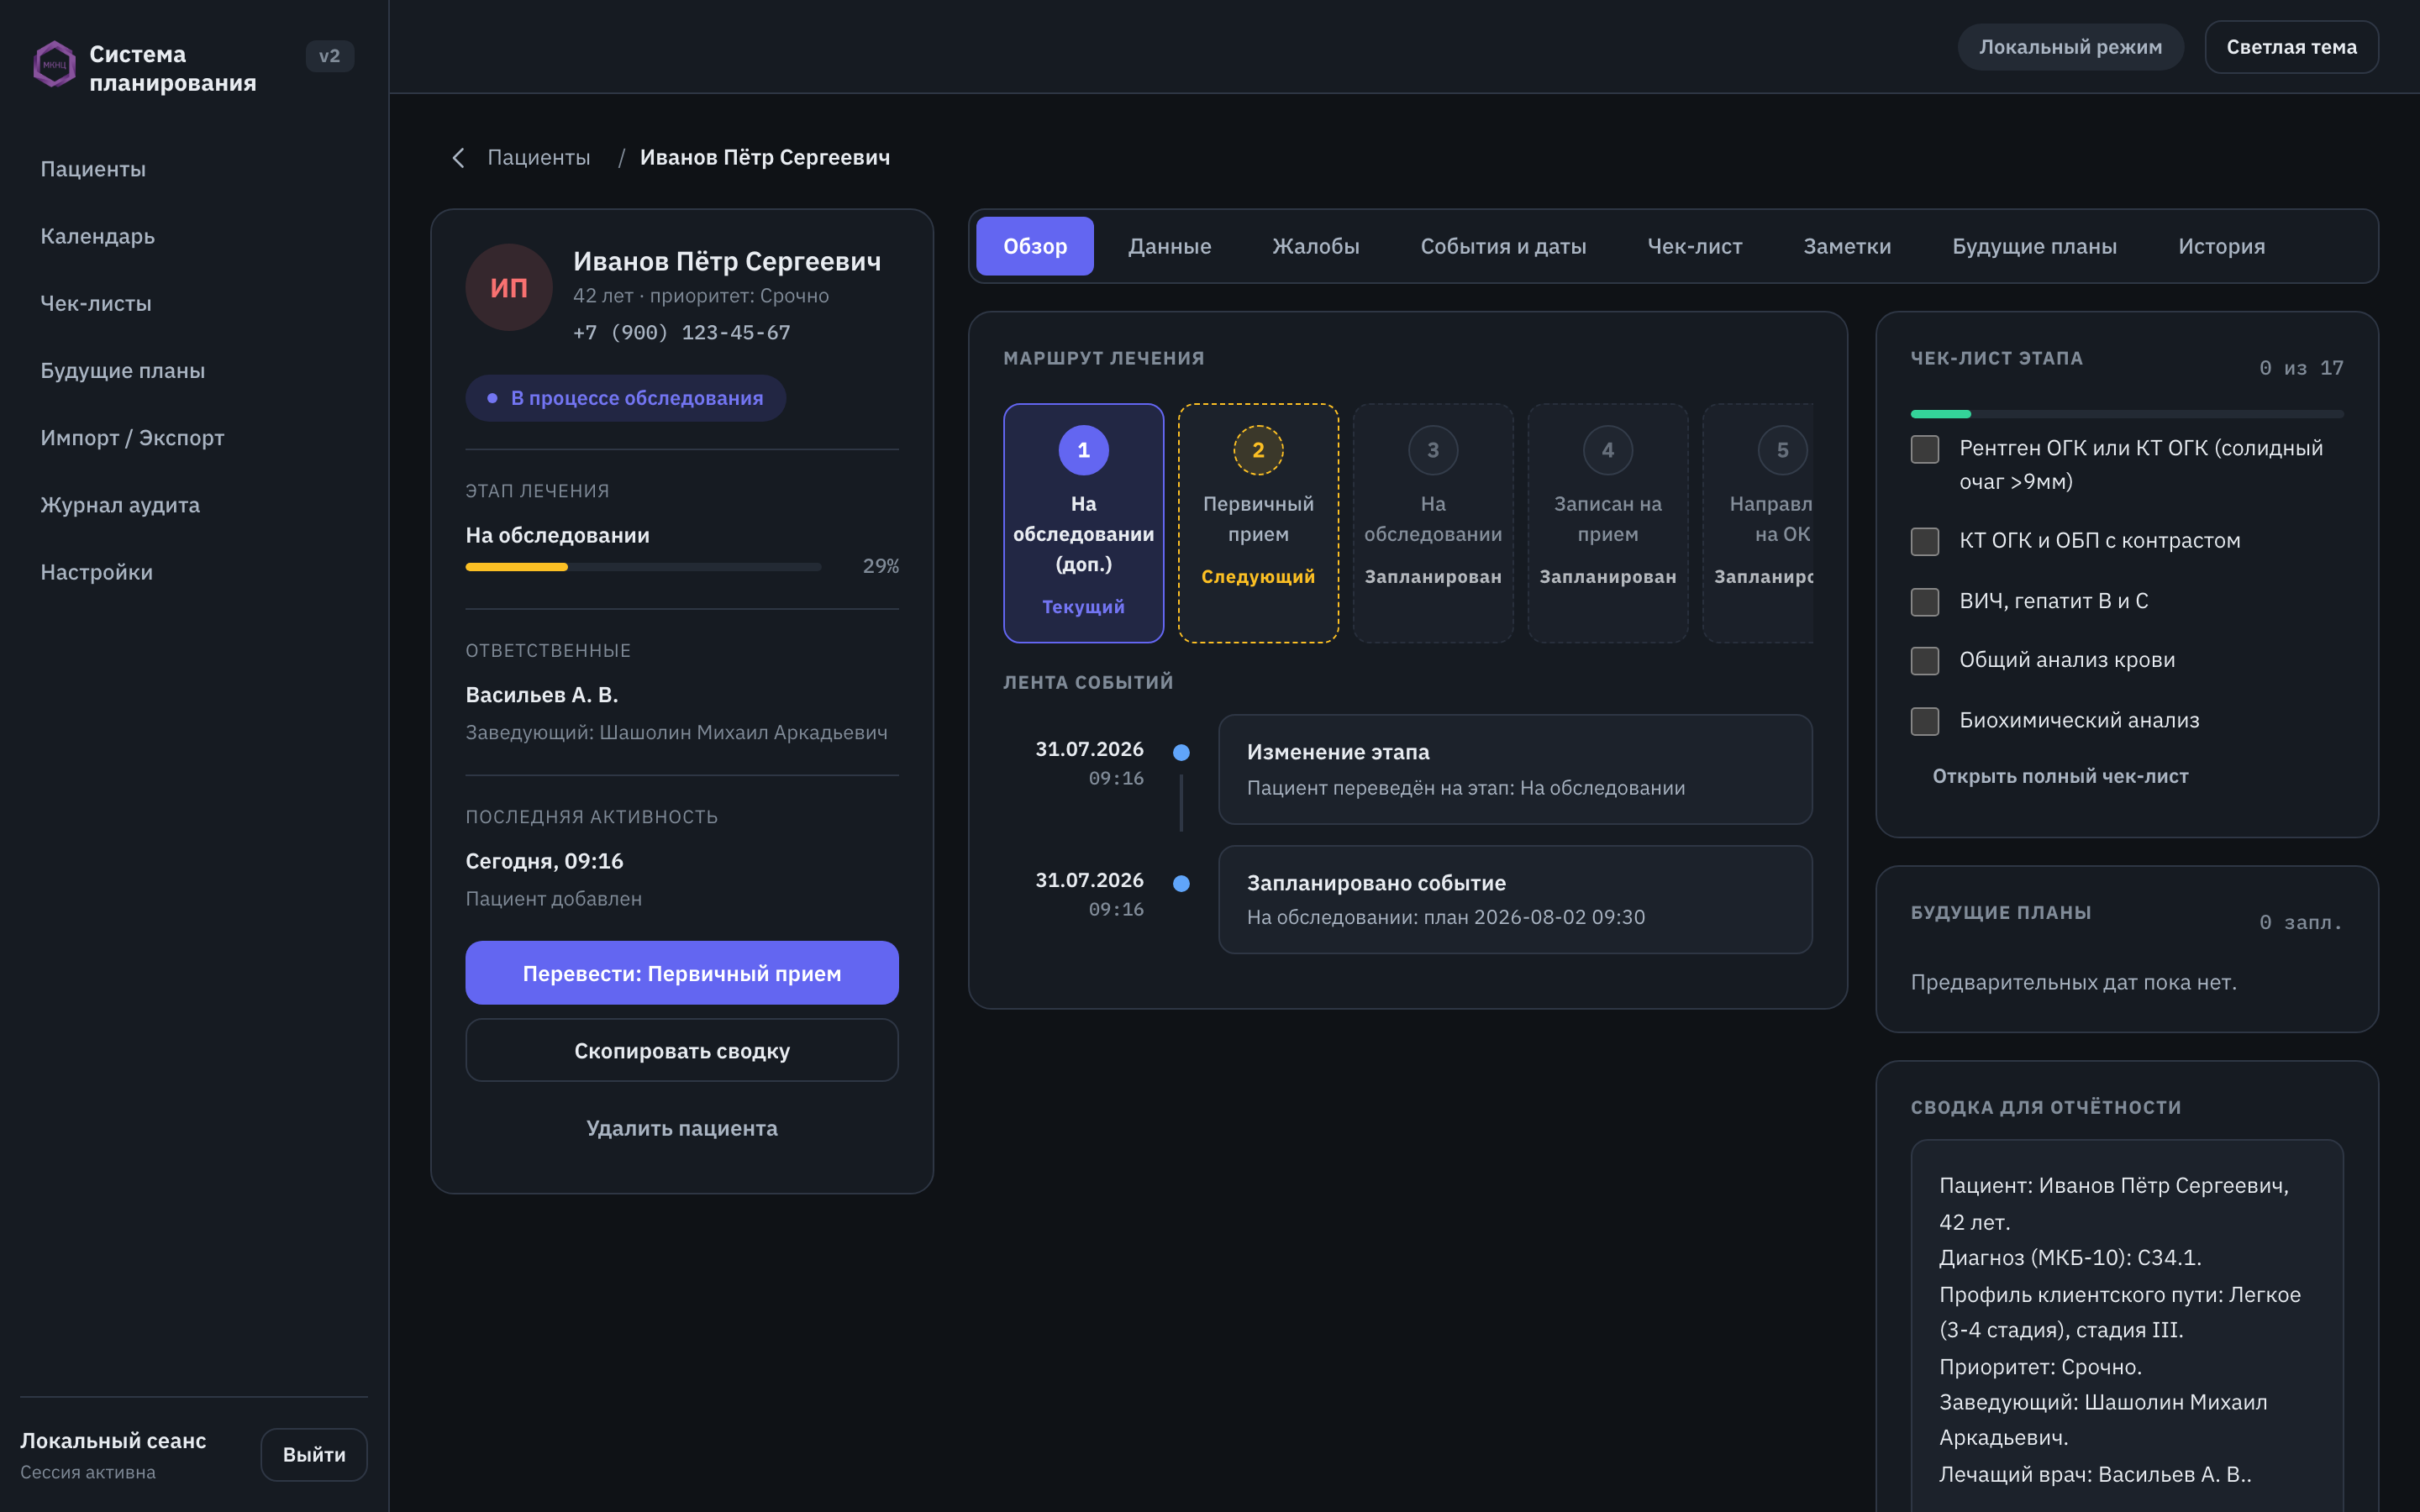 МКНЦ
Система
планирования
v2
Пациенты
Календарь
Чек-листы
Будущие планы
Импорт / Экспорт
Журнал аудита
Настройки
Локальный сеанс
Сессия активна
Выйти
Локальный режим
Светлая тема
Пациенты / Иванов Пётр Сергеевич
ИП
Иванов Пётр Сергеевич
42 лет · приоритет: Срочно
+7 (900) 123-45-67
В процессе обследования
ЭТАП ЛЕЧЕНИЯ
На обследовании
29%
ОТВЕТСТВЕННЫЕ
Васильев А. В.
Заведующий: Шашолин Михаил Аркадьевич
ПОСЛЕДНЯЯ АКТИВНОСТЬ
Сегодня, 09:16
Пациент добавлен
Перевести: Первичный прием
Скопировать сводку
Удалить пациента
Обзор Данные Жалобы События и даты Чек-лист Заметки Будущие планы История
МАРШРУТ ЛЕЧЕНИЯ
1
На
обследовании
(доп.)
Текущий
2
Первичный
прием
Следующий
3
На
обследовании
Запланирован
4
Записан на
прием
Запланирован
5
Направл
на ОК
Запланиро
ЛЕНТА СОБЫТИЙ
31.07.2026
09:16
Изменение этапа
Пациент переведён на этап: На обследовании
31.07.2026
09:16
Запланировано событие
На обследовании: план 2026-08-02 09:30
ЧЕК-ЛИСТ ЭТАПА
0 из 17
Рентген ОГК или КТ ОГК (солидный
очаг >9мм)
КТ ОГК и ОБП с контрастом
ВИЧ, гепатит В и С
Общий анализ крови
Биохимический анализ
Открыть полный чек-лист
БУДУЩИЕ ПЛАНЫ
0 запл.
Предварительных дат пока нет.
СВОДКА ДЛЯ ОТЧЁТНОСТИ
Пациент: Иванов Пётр Сергеевич,
42 лет.
Диагноз (МКБ-10): C34.1.
Профиль клиентского пути: Легкое
(3-4 стадия), стадия III.
Приоритет: Срочно.
Заведующий: Шашолин Михаил
Аркадьевич.
Лечащий врач: Васильев А. В..